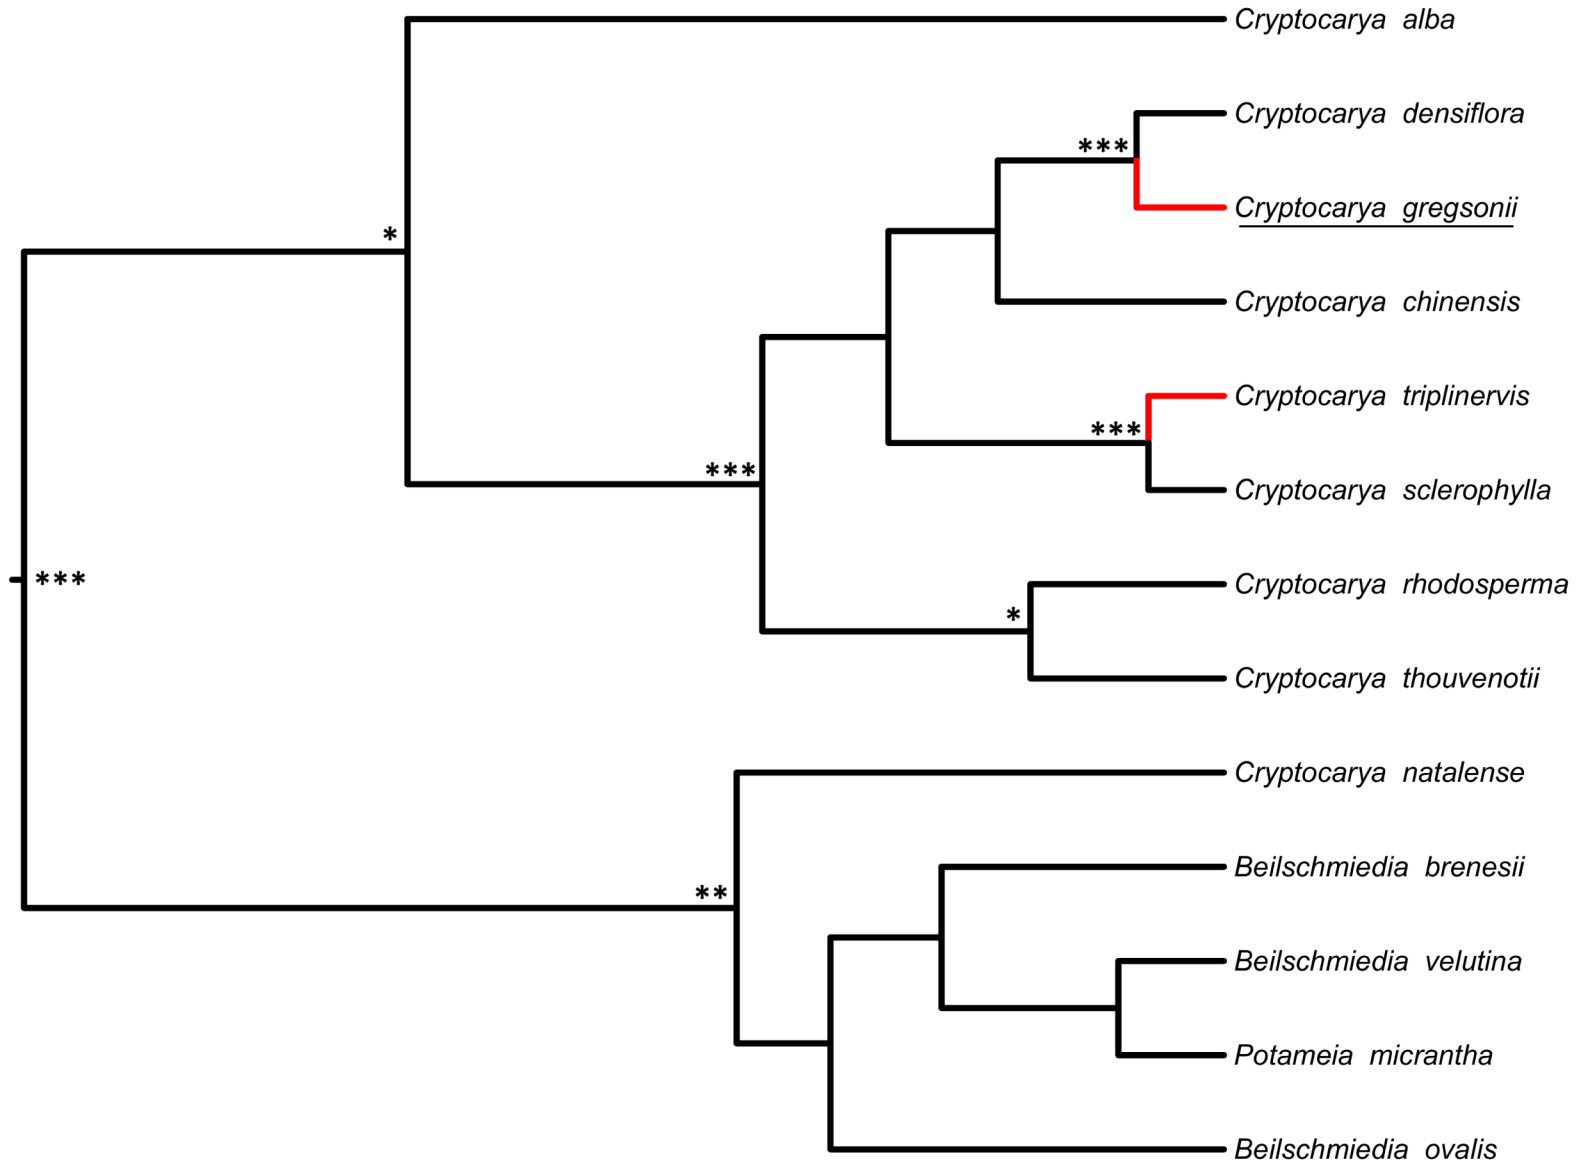 Cryptocarya alba
Cryptocarya densiflora
***
Cryptocarya gregsonii
*
Cryptocarya chinensis
Cryptocarya triplinervis
***
***
Cryptocarya sclerophylla
***
Cryptocarya rhodosperma
*
Cryptocarya thouvenotii
Cryptocarya natalense
Beilschmiedia brenesii
**
Beilschmiedia velutina
Potameia micrantha
Beilschmiedia ovalis